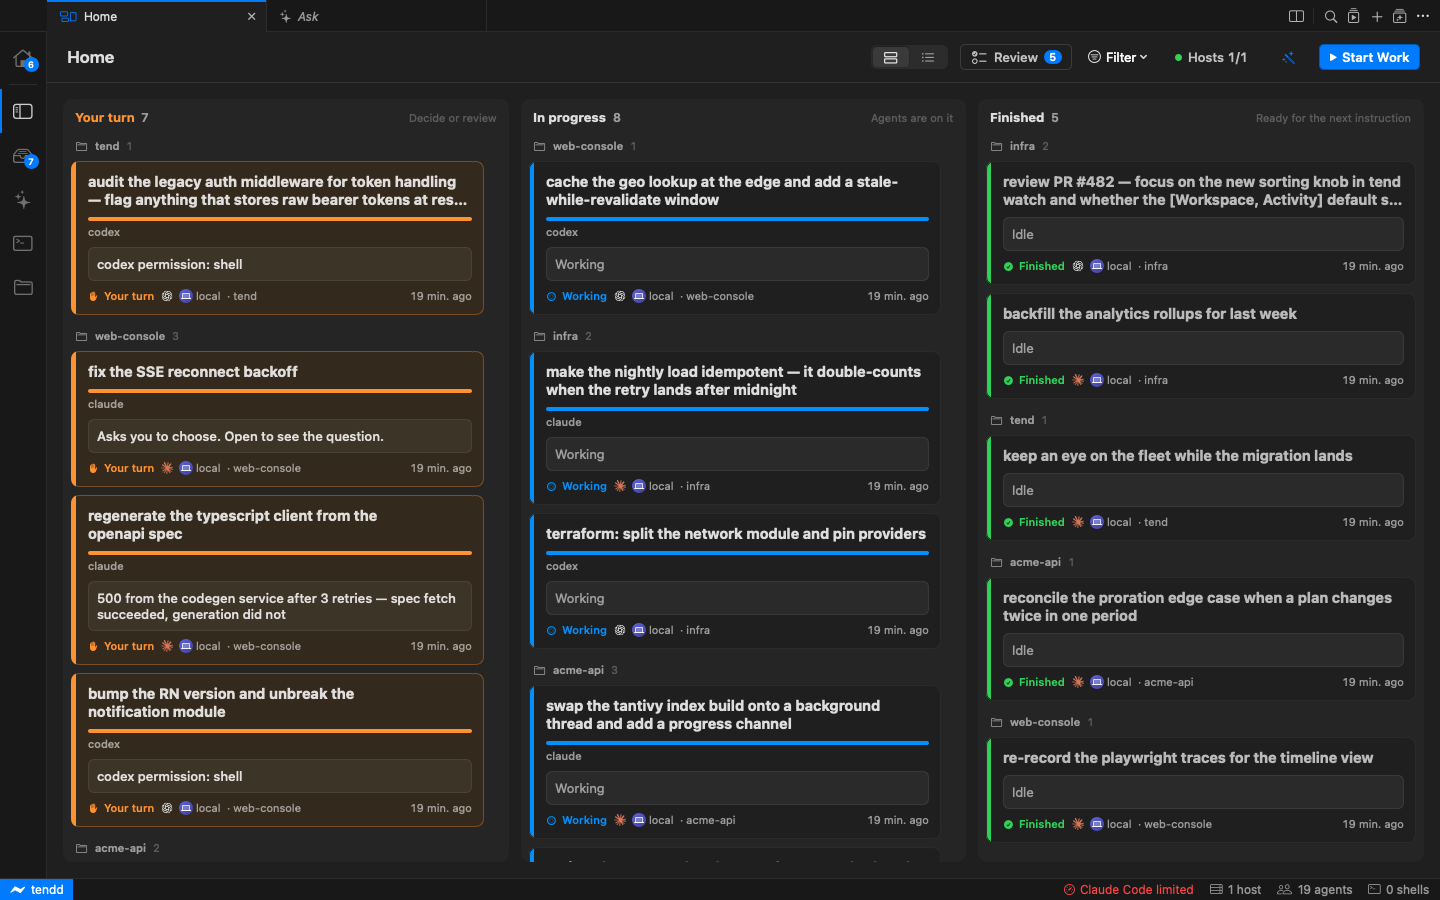 Home
Ask
6
7
Home
Review 5
Filter
Hosts 1/1
Start Work
Your turn 7
Decide or review
tend 1
audit the legacy auth middleware for token handling
— flag anything that stores raw bearer tokens at res...
codex
codex permission: shell
Your turn local · tend 19 min. ago
web-console 3
fix the SSE reconnect backoff
claude
Asks you to choose. Open to see the question.
Your turn local · web-console 19 min. ago
regenerate the typescript client from the
openapi spec
claude
500 from the codegen service after 3 retries — spec fetch
succeeded, generation did not
Your turn local · web-console 19 min. ago
bump the RN version and unbreak the
notification module
codex
codex permission: shell
Your turn local · web-console 19 min. ago
acme-api 2
In progress 8
Agents are on it
web-console 1
cache the geo lookup at the edge and add a stale-
while-revalidate window
codex
Working
Working local · web-console 19 min. ago
infra 2
make the nightly load idempotent — it double-counts
when the retry lands after midnight
claude
Working
Working local · infra 19 min. ago
terraform: split the network module and pin providers
codex
Working
Working local · infra 19 min. ago
acme-api 3
swap the tantivy index build onto a background
thread and add a progress channel
claude
Working
Working local · acme-api 19 min. ago
Finished 5
Ready for the next instruction
infra 2
review PR #482 — focus on the new sorting knob in tend
watch and whether the [Workspace, Activity] default s...
Idle
Finished local · infra 19 min. ago
backfill the analytics rollups for last week
Idle
Finished local · infra 19 min. ago
tend 1
keep an eye on the fleet while the migration lands
Idle
Finished local · tend 19 min. ago
acme-api 1
reconcile the proration edge case when a plan changes
twice in one period
Idle
Finished local · acme-api 19 min. ago
web-console 1
re-record the playwright traces for the timeline view
Idle
Finished local · web-console 19 min. ago
tendd
Claude Code limited
1 host
19 agents
0 shells